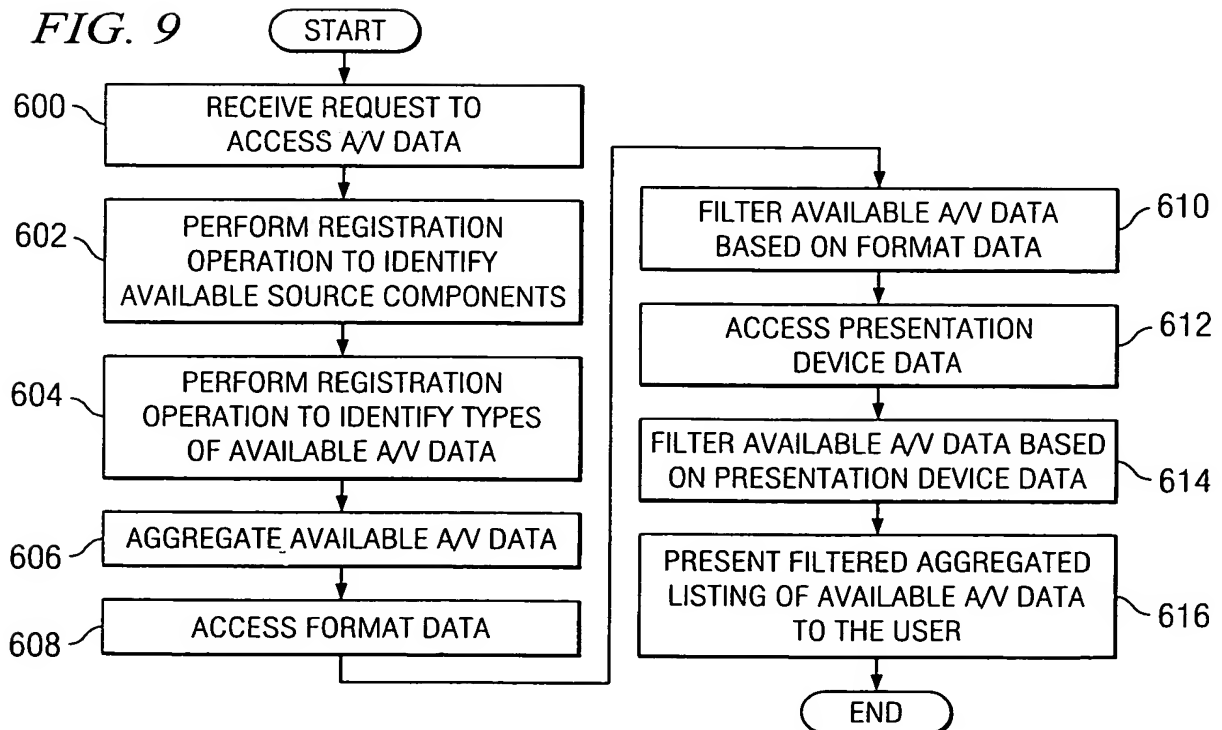 FIG. 9
START
600
RECEIVE REQUEST TO
ACCESS A/V DATA
602
PERFORM REGISTRATION
OPERATION TO IDENTIFY
AVAILABLE SOURCE COMPONENTS
604
PERFORM REGISTRATION
OPERATION TO IDENTIFY TYPES
OF AVAILABLE A/V DATA
606
AGGREGATE AVAILABLE A/V DATA
608
ACCESS FORMAT DATA
FILTER AVAILABLE A/V DATA
BASED ON FORMAT DATA
610
ACCESS PRESENTATION
DEVICE DATA
612
FILTER AVAILABLE A/V DATA BASED
ON PRESENTATION DEVICE DATA
614
PRESENT FILTERED AGGREGATED
LISTING OF AVAILABLE A/V DATA
TO THE USER
616
END